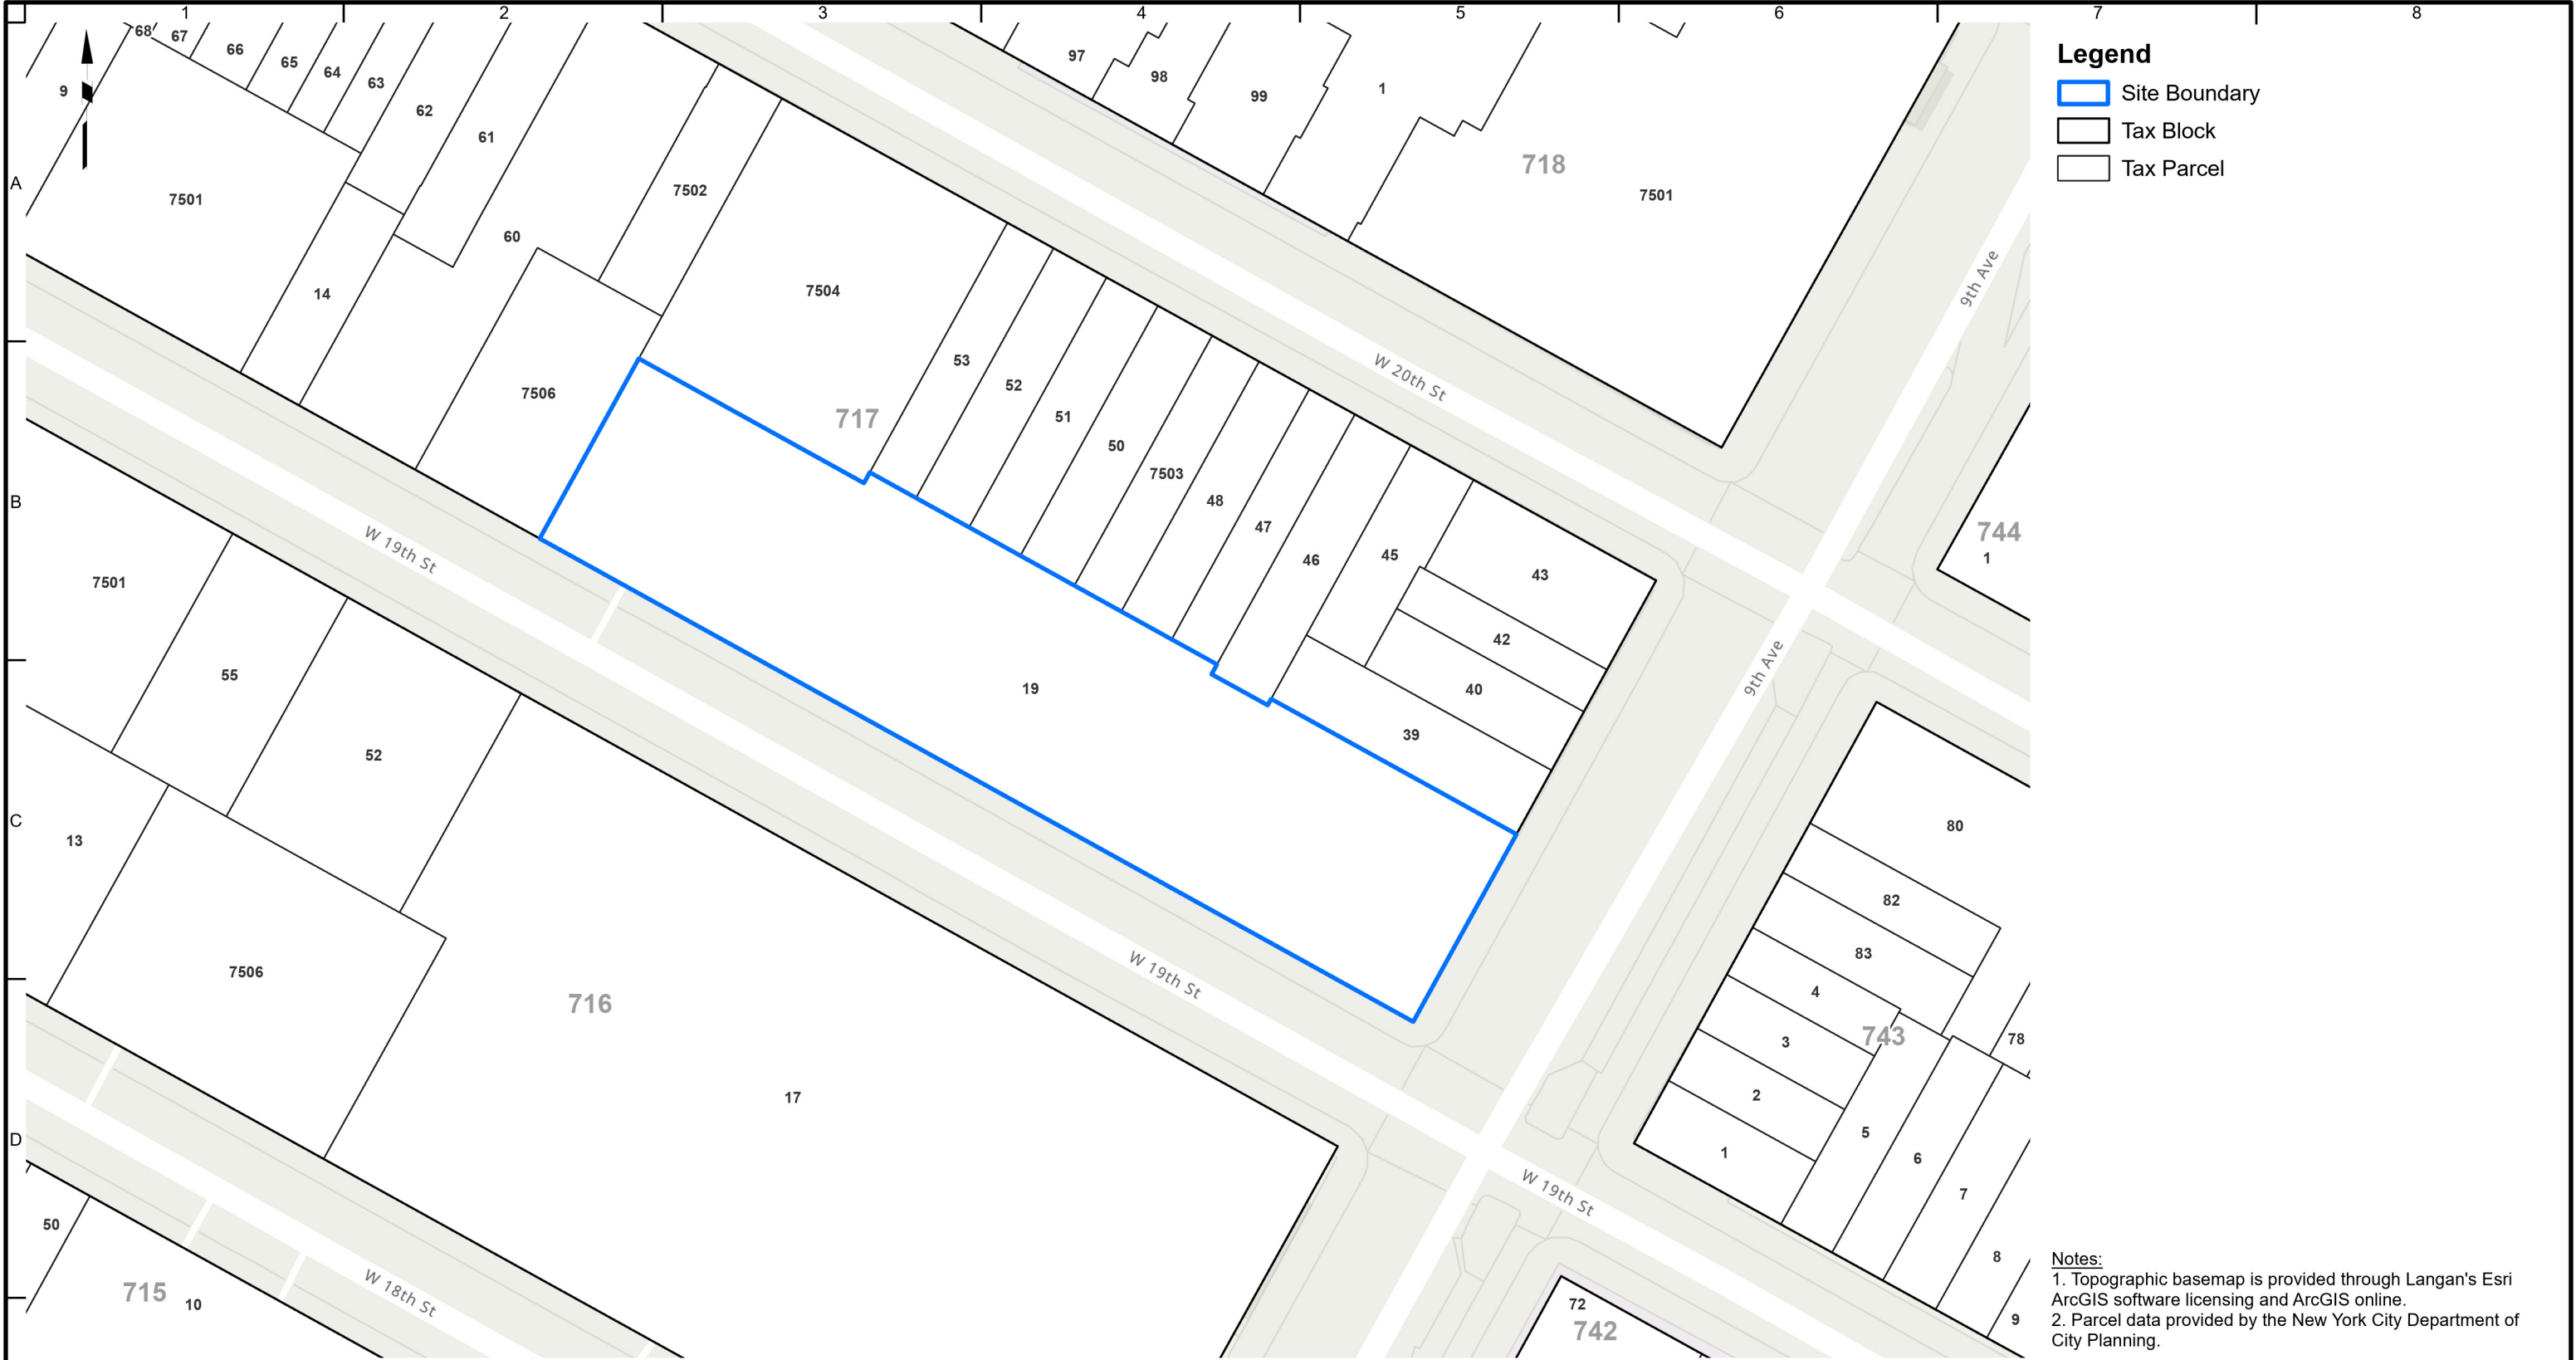 1 2 3 4 5 6 7 8
A
B
C
D
Legend
Site Boundary
Tax Block
Tax Parcel
68 67 66 65 64 63 62 61
9
7501
14
60
7502
7504
7506
717
53
52
51
50
7503
48
47
46
45
43
42
40
39
19
97
98
99
1
718
7501
W 20th St
9th Ave
9th Ave
744
1
W 19th St
W 19th St
W 19th St
7501
55
52
13
7506
716
17
80
82
83
4
743
3
2
1
5
6
7
8
9
78
50
715
10
W 18th St
72
742
Notes:
1. Topographic basemap is provided through Langan's Esri
ArcGIS software licensing and ArcGIS online.
2. Parcel data provided by the New York City Department of
City Planning.